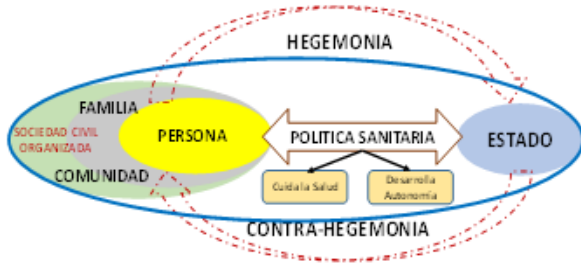 HEGEMONIA
FAMILIA
SOCIEDAD CIVIL
ORGANIZADA
PERSONA
POLITICA SANITARIA
ESTADO
COMUNIDAD
Cuida la Salud
Desarrolla
Autonomía
CONTRA-HEGEMONIA